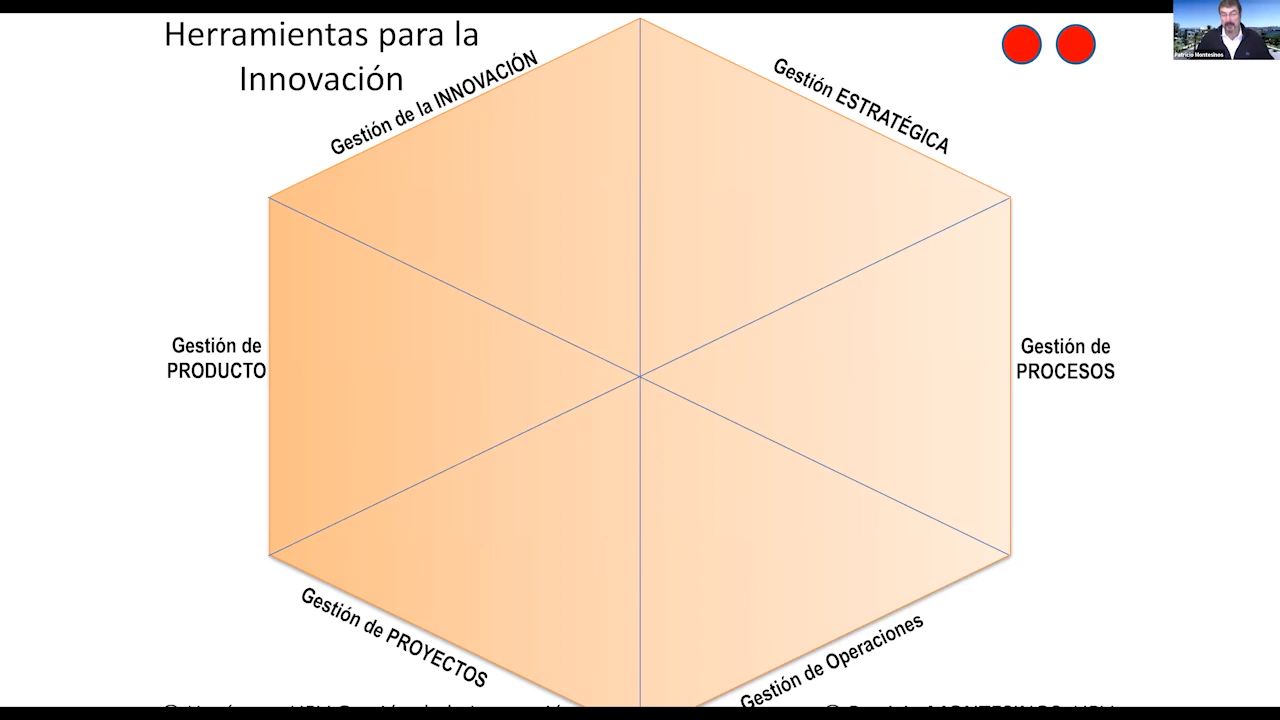 Herramientas para la
Innovación
Gestión de la INNOVACIÓN
Gestión ESTRATÉGICA
Patricio Montesinos
Gestión de
PRODUCTO
Gestión de
PROCESOS
Gestión de PROYECTOS
Gestión de Operaciones